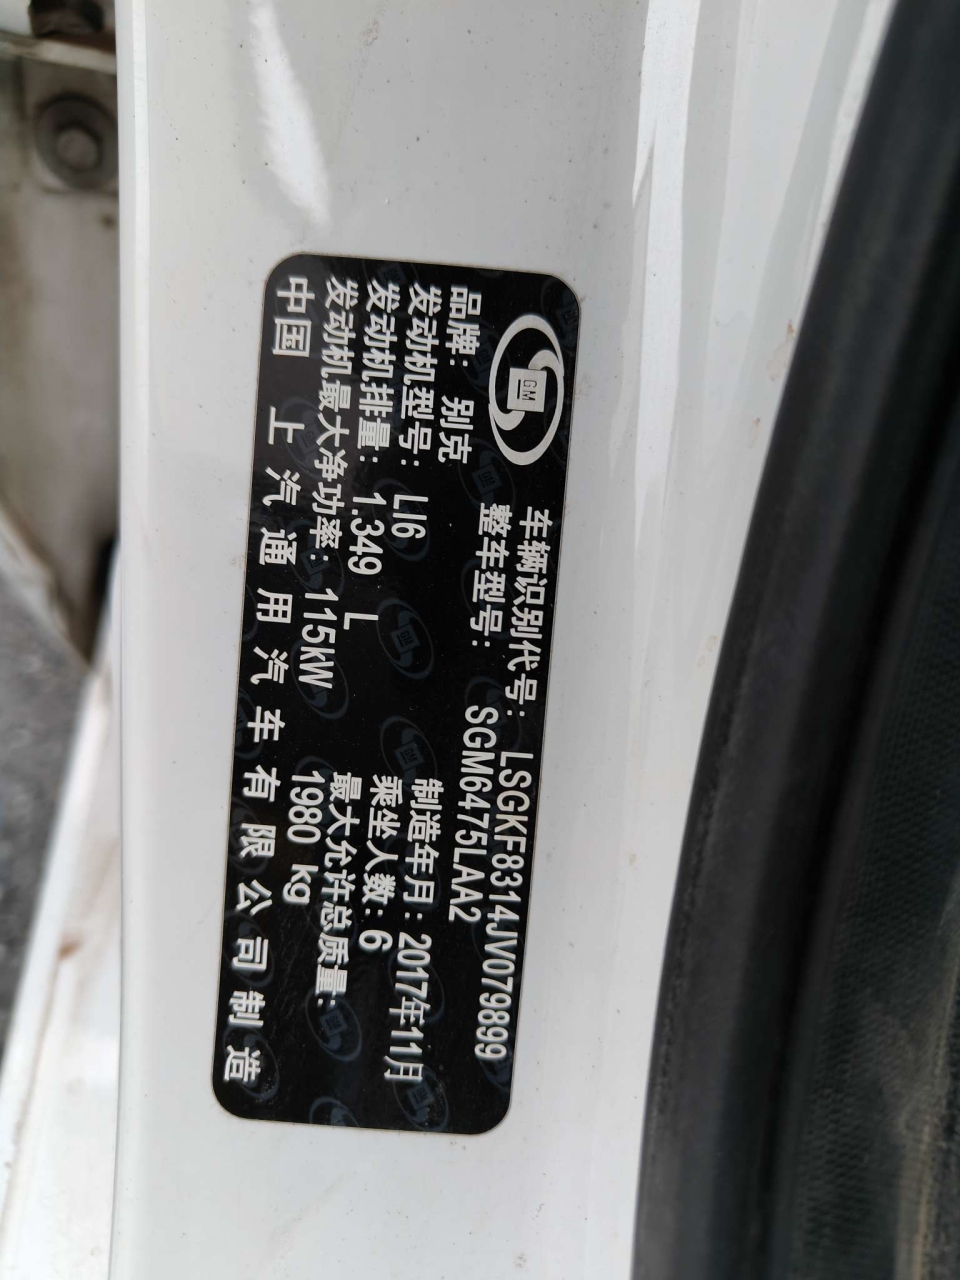 GM
车辆识别代号: LSGKF8314JV079899
整车型号: SGM6475LAA2
品牌: 别克
发动机型号: LI6
发动机排量: 1.349 L
发动机最大净功率: 115kW
制造年月: 2017年11月
乘坐人数: 6
最大允许总质量:
1980 kg
中国 上汽通用汽车有限公司制造